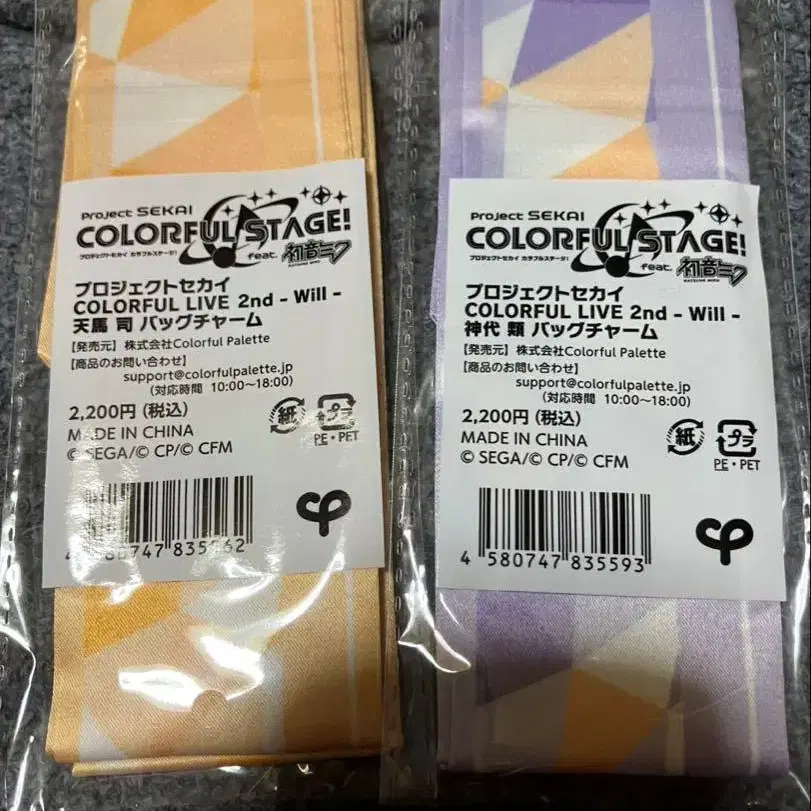 Project SEKAI
COLORFUL STAGE!
プロジェクトセカイ カラフルステージ!
feat. 初音ミク
HATSUNE MIKU
プロジェクトセカイ
COLORFUL LIVE 2nd - Will -
天馬 司 バッグチャーム
【発売元】株式会社Colorful Palette
【商品のお問い合わせ】
support@colorfulpalette.jp
(対応時間 10:00~18:00)
2,200円(税込)
紙
プラ
MADE IN CHINA
PE・PET
© SEGA/© CP/© CFM
Project SEKAI
COLORFUL STAGE!
プロジェクトセカイ カラフルステージ!
feat. 初音ミク
HATSUNE MIKU
プロジェクトセカイ
COLORFUL LIVE 2nd - Will -
神代 類 バッグチャーム
【発売元】株式会社Colorful Palette
【商品のお問い合わせ】
support@colorfulpalette.jp
(対応時間 10:00~18:00)
2,200円(税込)
紙
プラ
MADE IN CHINA
PE・PET
© SEGA/© CP/© CFM
4 580747 835593